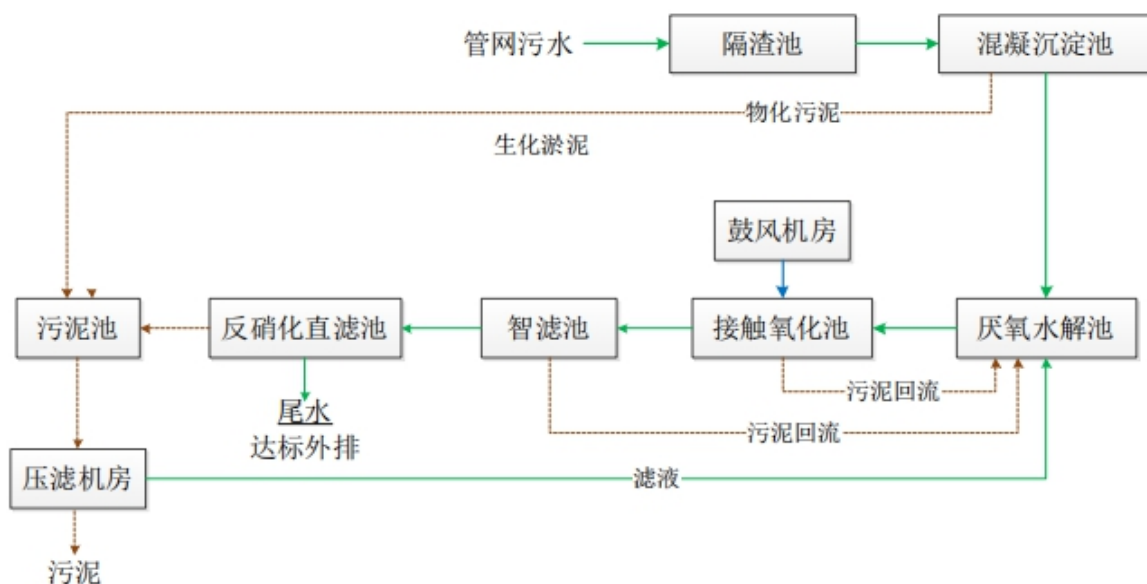 管网污水
隔渣池
混凝沉淀池
物化污泥
生化淤泥
鼓风机房
污泥池
反硝化直滤池
智滤池
接触氧化池
厌氧水解池
污泥回流
尾水
污泥回流
达标外排
压滤机房
滤液
污泥